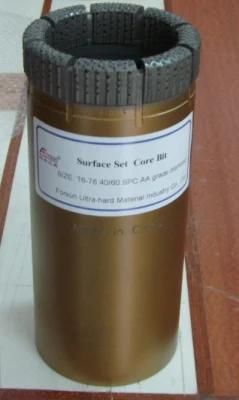 Surface Set Core Bit
SIZE: T6-76 40/60 SPC AA grade diamond
Forsun Ultra-hard Material Industry Co.,